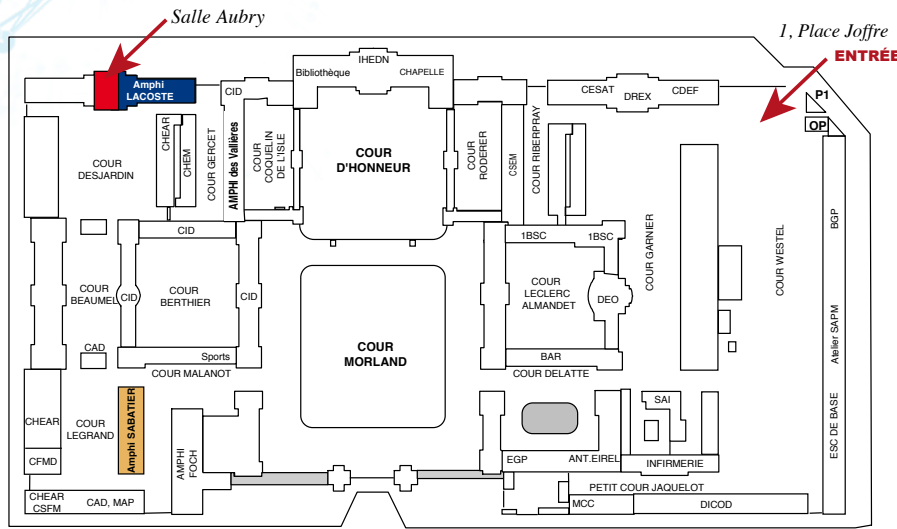 Salle Aubry
1, Place Joffre
ENTRÉE
IHEDN
Bibliothèque
CHAPELLE
Amphi
LACOSTE
CID
CESAT
DREX
CDEF
P1
OP
CHEAR
CHEM
COUR GERCET
AMPHI des Vallières
COUR
COQUELIN
DE L'ISLE
COUR
D'HONNEUR
COUR
RODERER
CSEM
COUR RIBERPRAY
COUR
DESJARDIN
CID
1BSC
1BSC
COUR GARNIER
COUR WESTEL
BGP
COUR
BEAUMEL
CID
COUR
BERTHIER
CID
COUR
LECLERC
ALMANDET
DEO
CAD
Sports
COUR MALANOT
COUR
MORLAND
BAR
COUR DELATTE
Atelier SAPM
CHEAR
COUR
LEGRAND
Amphi SABATIER
AMPHI
FOCH
SAI
ESC DE BASE
CFMD
EGP
ANT.EIREL
INFIRMERIE
CHEAR
CSFM
CAD, MAP
PETIT COUR JAQUELOT
MCC
DICOD